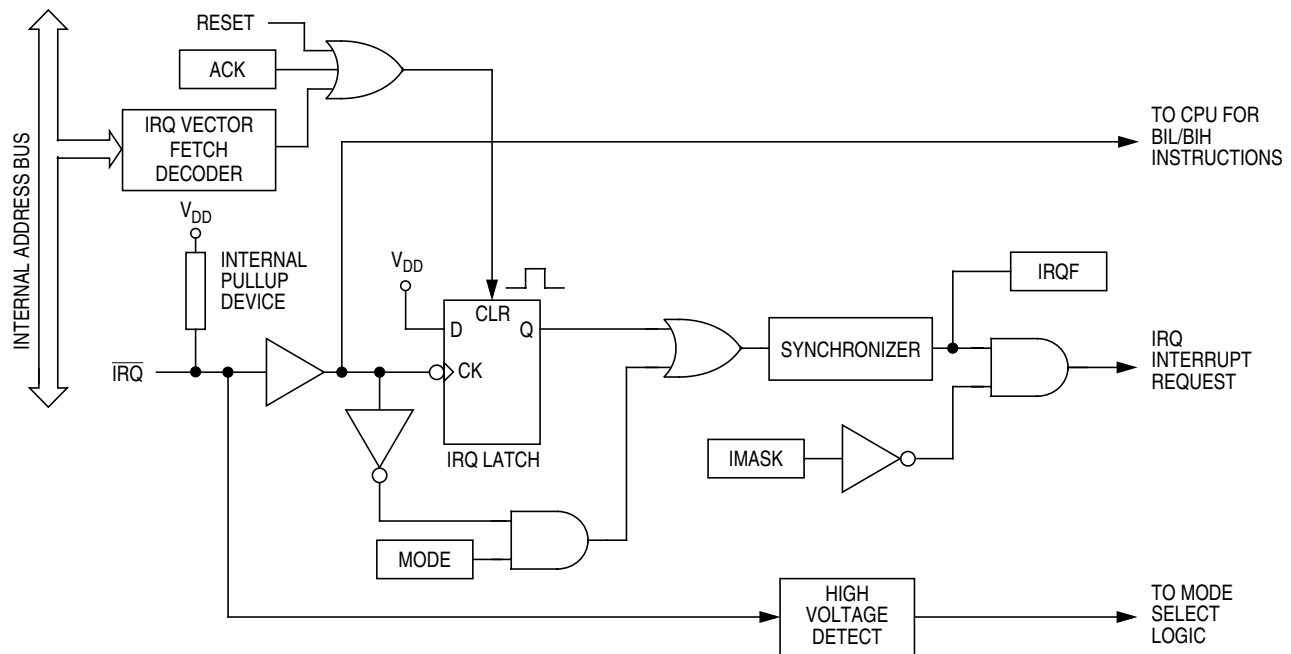 INTERNAL ADDRESS BUS
RESET
ACK
IRQ VECTOR
FETCH
DECODER
TO CPU FOR
BIL/BIH
INSTRUCTIONS
VDD
INTERNAL
PULLUP
DEVICE
VDD
D
CLR
Q
CK
IRQ LATCH
IRQ
SYNCHRONIZER
IRQF
IRQ
INTERRUPT
REQUEST
IMASK
MODE
HIGH
VOLTAGE
DETECT
TO MODE
SELECT
LOGIC